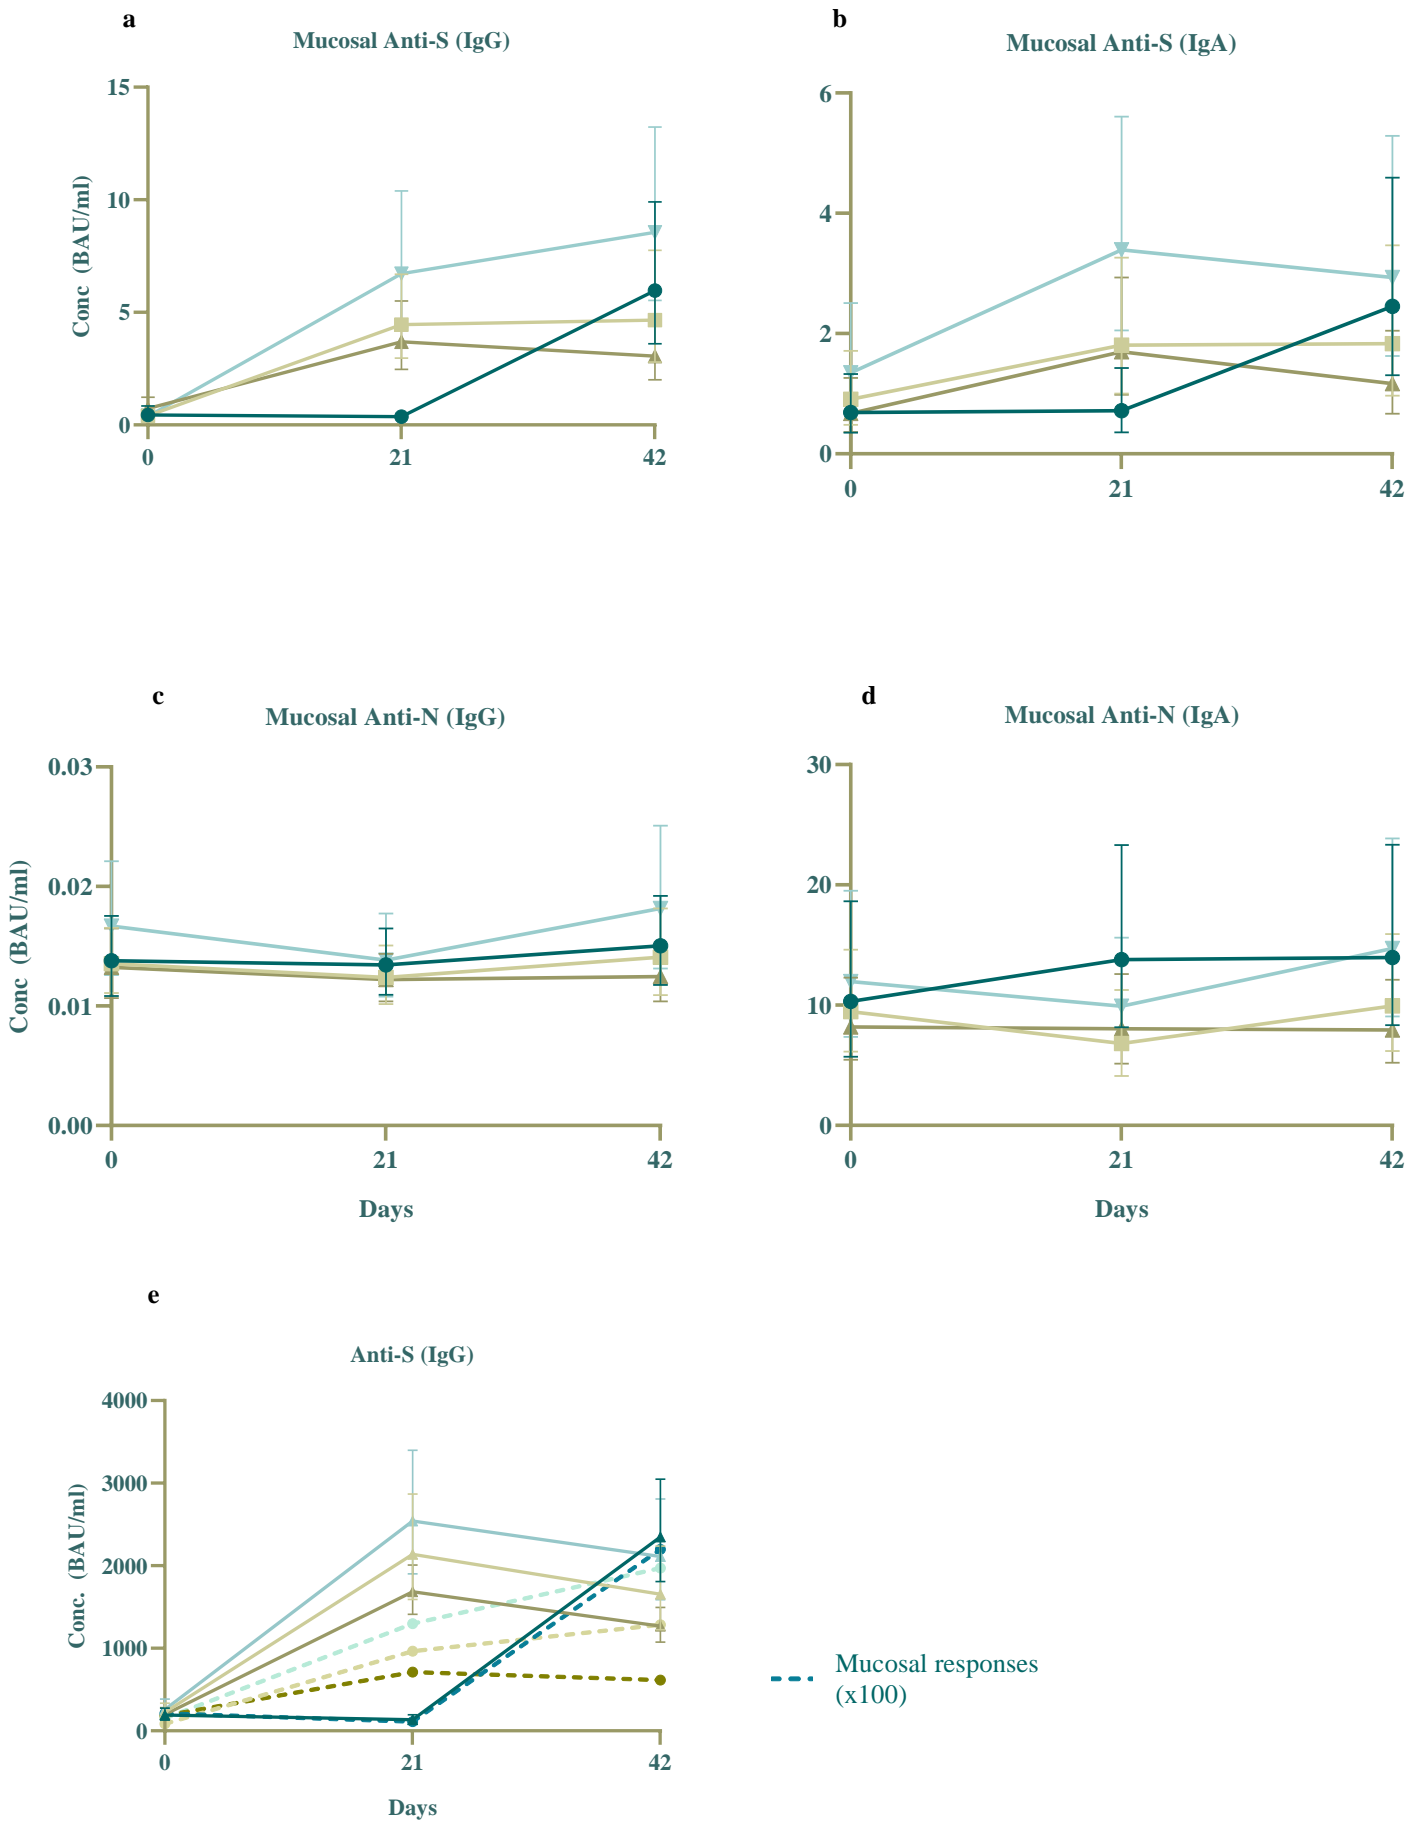 a
Mucosal Anti-S (IgG)
15
10
5
0
Conc (BAU/ml)
0 21 42
b
Mucosal Anti-S (IgA)
6
4
2
0
0 21 42
c
Mucosal Anti-N (IgG)
0.03
0.02
0.01
0.00
Conc (BAU/ml)
0 21 42
Days
d
Mucosal Anti-N (IgA)
30
20
10
0
0 21 42
Days
e
Anti-S (IgG)
4000
3000
2000
1000
0
Conc. (BAU/ml)
0 21 42
Days
Mucosal responses
(x100)